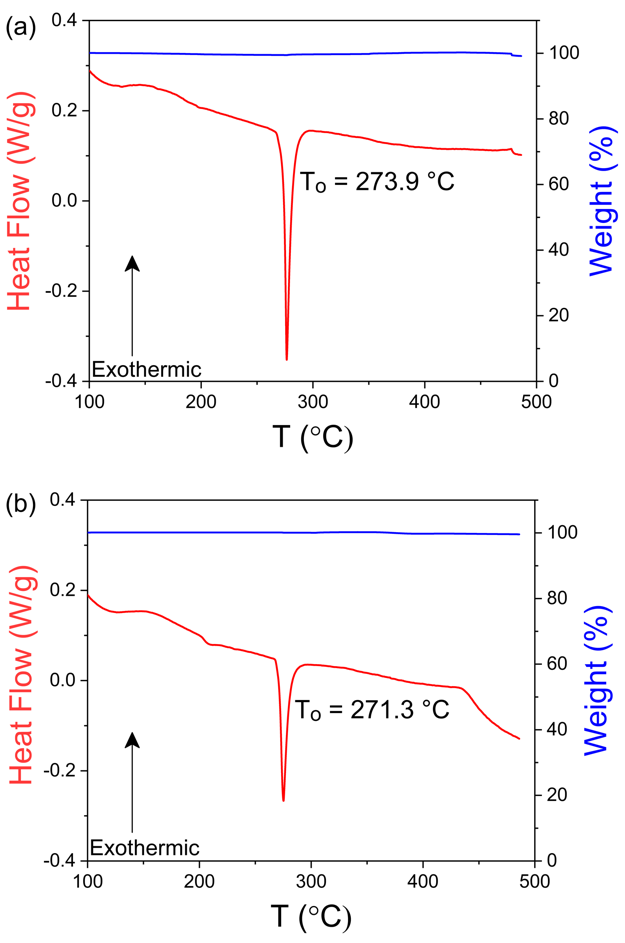 (a)
0.4
0.2
0.0
-0.2
-0.4
Heat Flow (W/g)
100
80
60
40
20
0
Weight (%)
Tₒ = 273.9 °C
Exothermic
100 200 300 400 500
T (°C)
(b)
0.4
0.2
0.0
-0.2
-0.4
Heat Flow (W/g)
100
80
60
40
20
0
Weight (%)
Tₒ = 271.3 °C
Exothermic
100 200 300 400 500
T (°C)